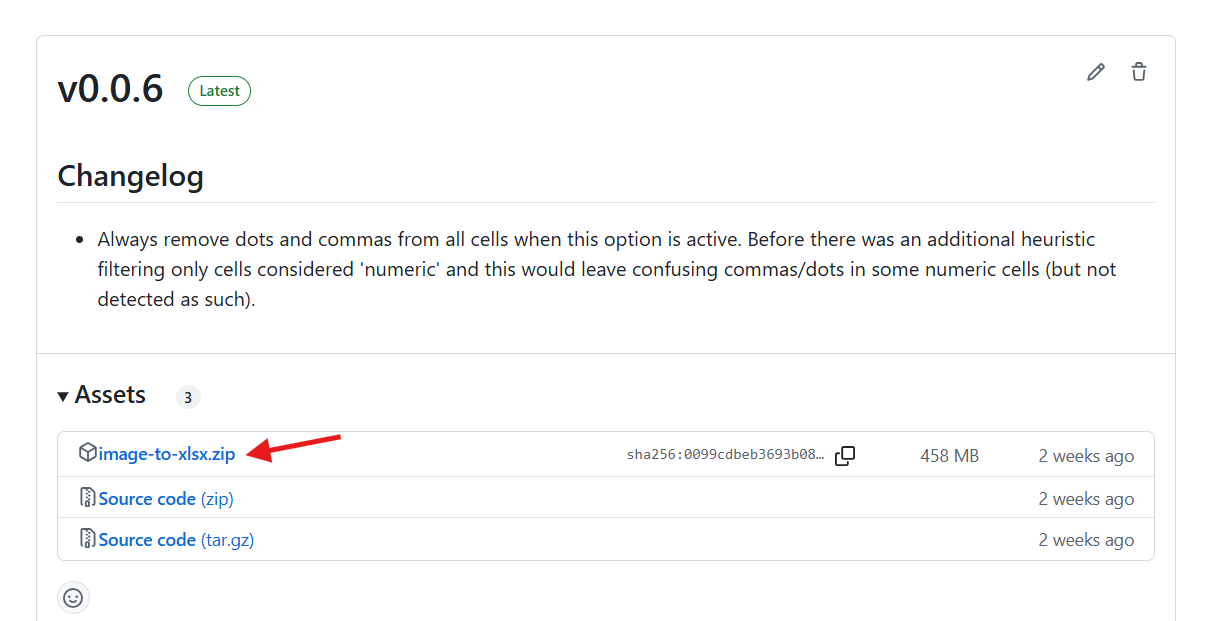 v0.0.6 Latest
Changelog
Always remove dots and commas from all cells when this option is active. Before there was an additional heuristic
filtering only cells considered 'numeric' and this would leave confusing commas/dots in some numeric cells (but not
detected as such).
Assets 3
image-to-xlsx.zip sha256:0099cdbeb3693b08… 458 MB 2 weeks ago
Source code (zip) 2 weeks ago
Source code (tar.gz) 2 weeks ago